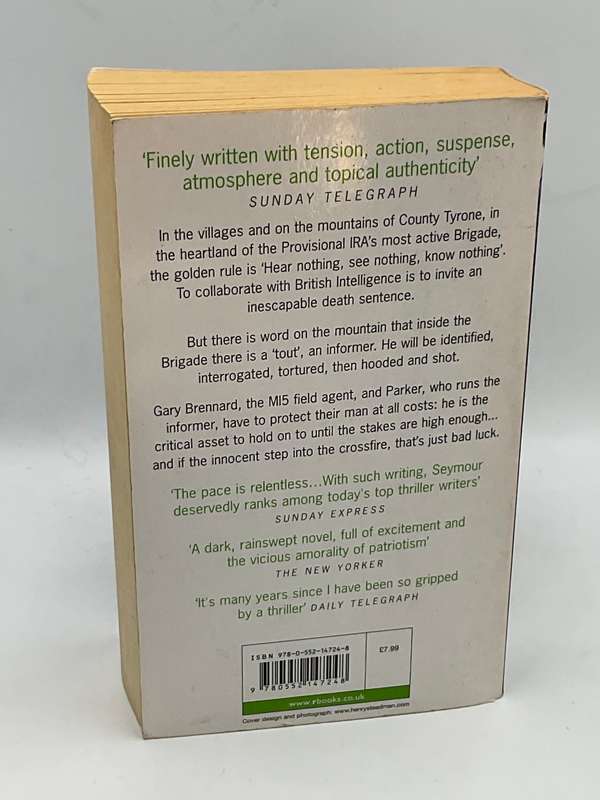 ‘Finely written with tension, action, suspense,
atmosphere and topical authenticity’
SUNDAY TELEGRAPH
In the villages and on the mountains of County Tyrone, in
the heartland of the Provisional IRA’s most active Brigade,
the golden rule is ‘Hear nothing, see nothing, know nothing’.
To collaborate with British Intelligence is to invite an
inescapable death sentence.
But there is word on the mountain that inside the
Brigade there is a ‘tout’, an informer. He will be identified,
interrogated, tortured, then hooded and shot.
Gary Brennard, the MI5 field agent, and Parker, who runs the
informer, have to protect their man at all costs: he is the
critical asset to hold on to until the stakes are high enough...
and if the innocent step into the crossfire, that’s just bad luck.
‘The pace is relentless...With such writing, Seymour
deservedly ranks among today’s top thriller writers’
SUNDAY EXPRESS
‘A dark, rainswept novel, full of excitement and
the vicious amorality of patriotism’
THE NEW YORKER
‘It’s many years since I have been so gripped
by a thriller’ DAILY TELEGRAPH
ISBN 978-0-552-14724-8
£7.99
9 780552 147248
www.rbooks.co.uk
Cover design and photograph: www.henrysteadman.com